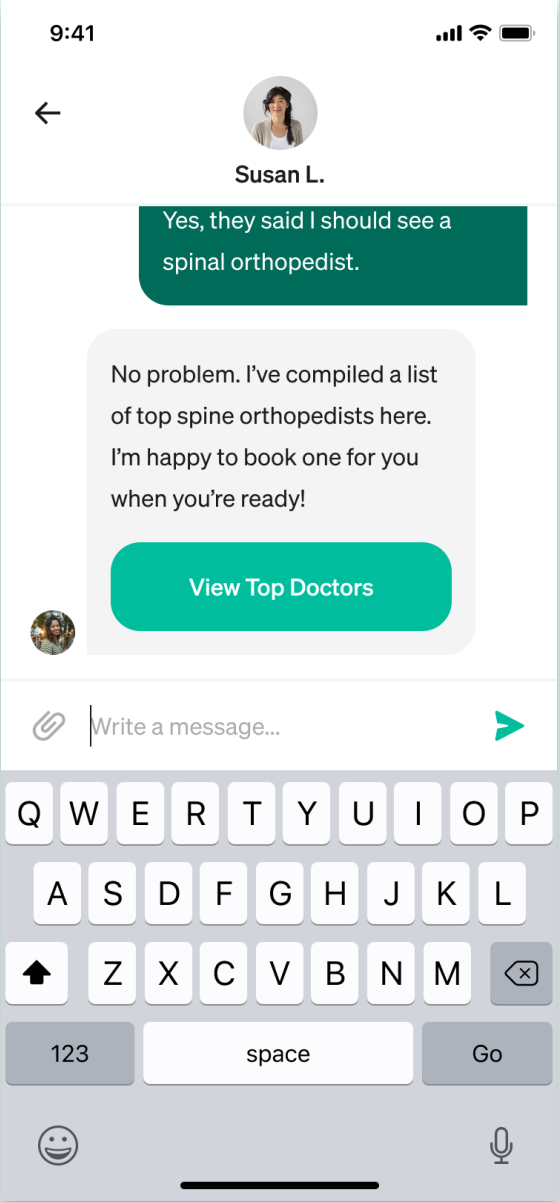 9:41
Susan L.
Yes, they said I should see a
spinal orthopedist.
No problem. I’ve compiled a list
of top spine orthopedists here.
I’m happy to book one for you
when you’re ready!
View Top Doctors
Write a message...
Q W E R T Y U I O P
A S D F G H J K L
Z X C V B N M
123 space Go